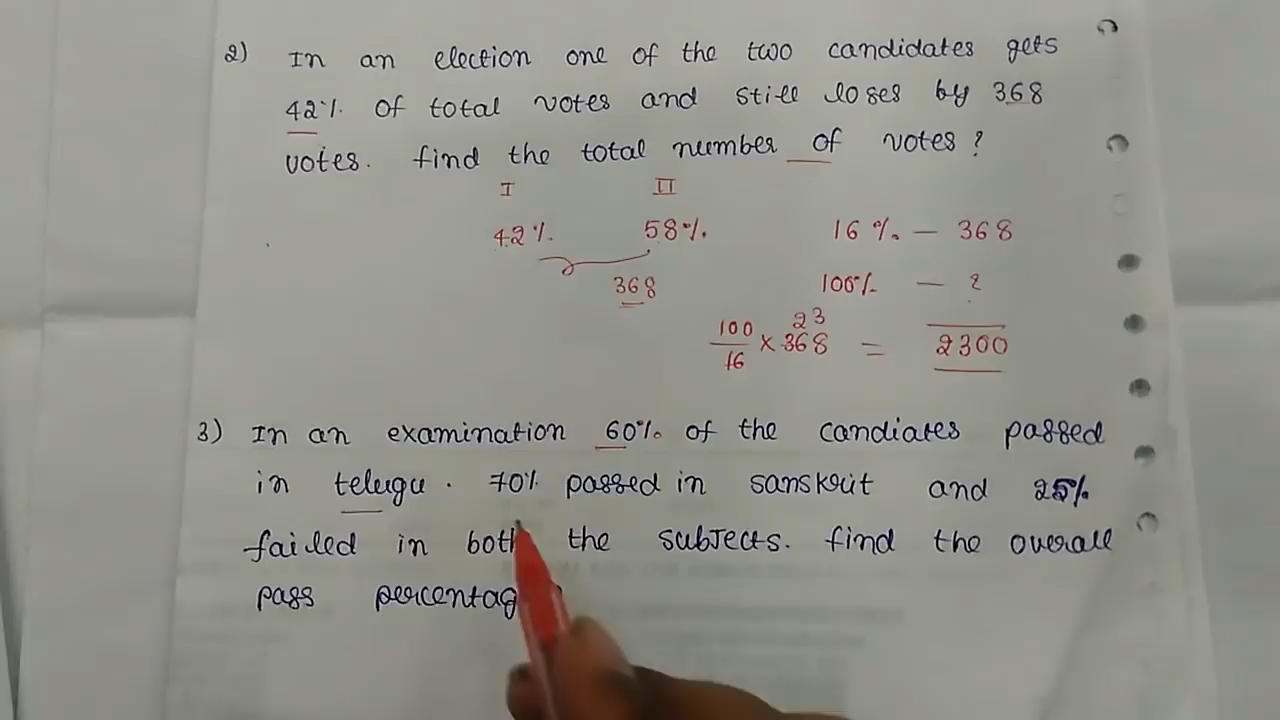 2) In an election one of the two candidates gets
42% of total votes and still loses by 368
votes. find the total number of votes?
I II
42% 58% 16% — 368
368 100% — ?
23
100/16 × 368 = 2300
3) In an examination 60% of the candiates passed
in telugu. 70% passed in sanskrit and 25%
failed in both the subjects. find the overall
pass